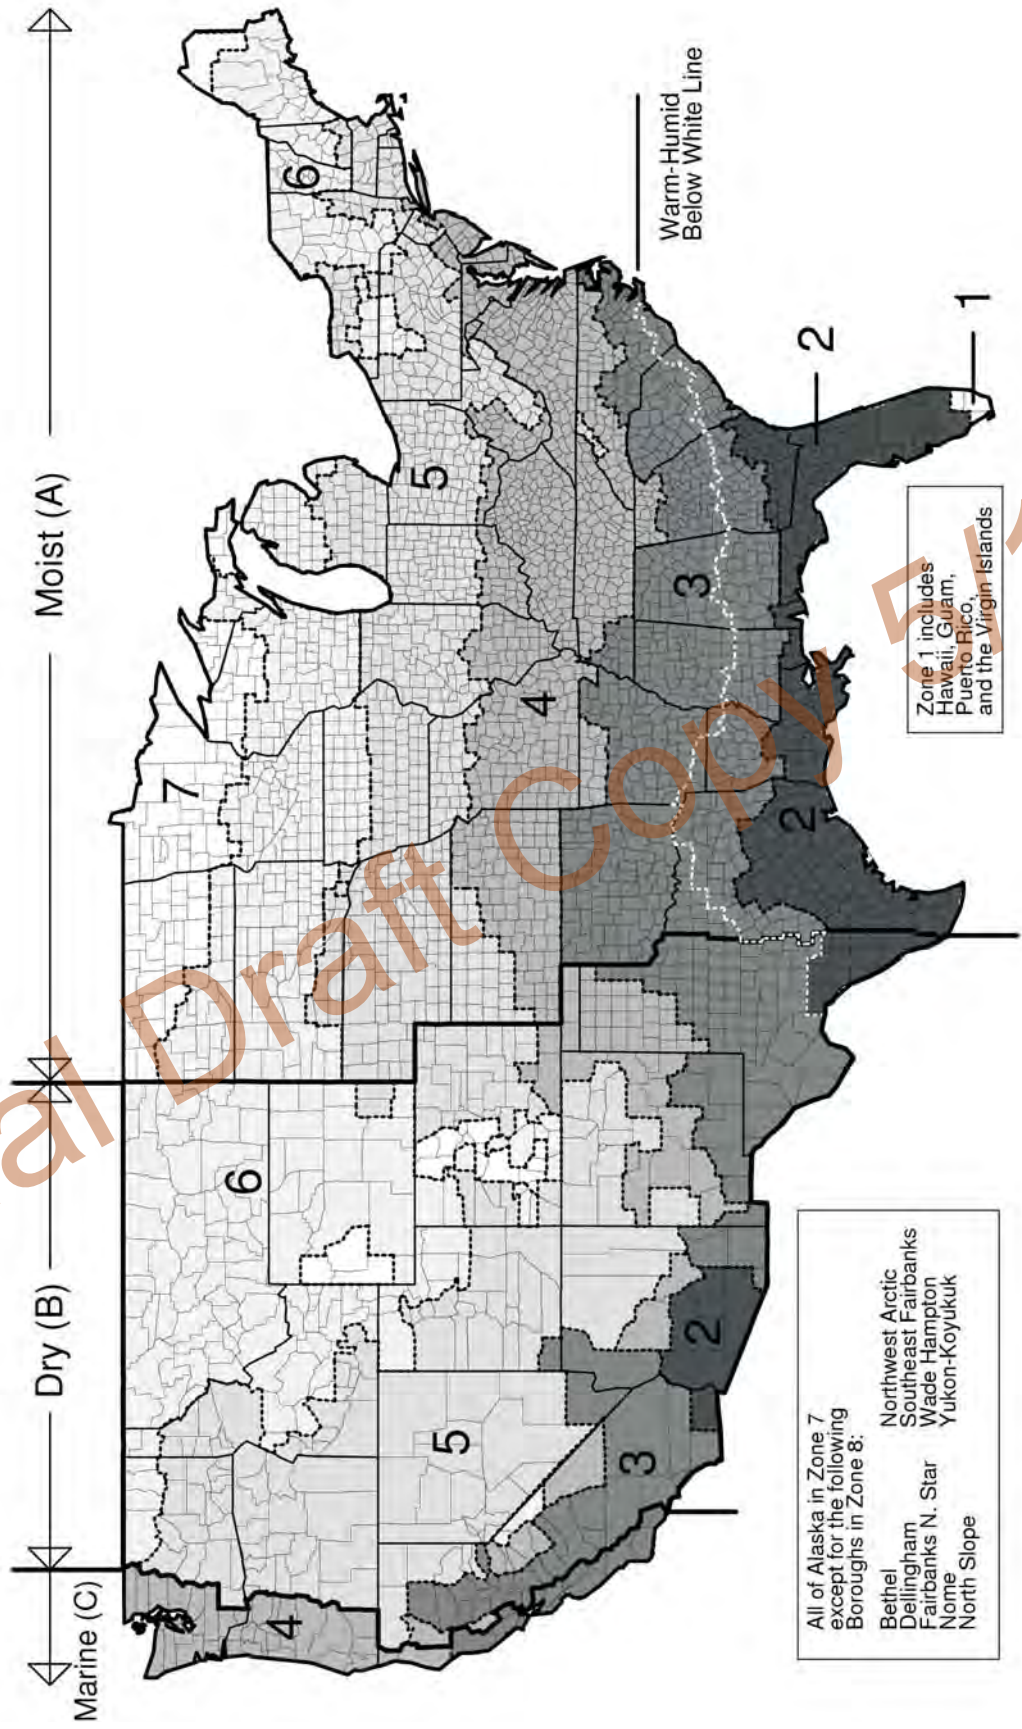 Marine (C)
Dry (B)
Moist (A)
7
6
6
5
5
4
4
3
3
2
2
2
1
Warm-Humid
Below White Line
All of Alaska in Zone 7
except for the following
Boroughs in Zone 8:
Bethel
Dellingham
Fairbanks N. Star
Nome
North Slope
Northwest Arctic
Southeast Fairbanks
Wade Hampton
Yukon-Koyukuk
Zone 1 includes
Hawaii, Guam,
Puerto Rico,
and the Virgin Islands
al Draft Copy 5/